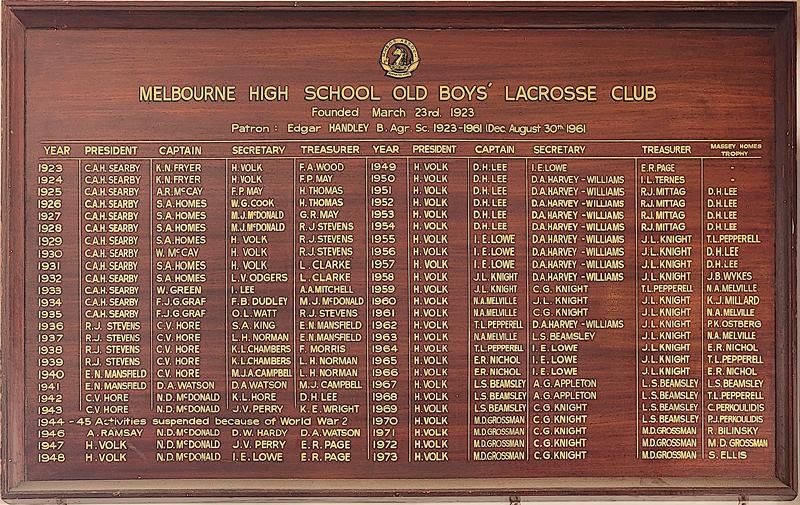 MELBOURNE HIGH SCHOOL OLD BOYS' LACROSSE CLUB
Founded March 23rd. 1923
Patron : Edgar HANDLEY B. Agr. Sc. 1923-1961 (Dec. August 30th 1961)
YEAR PRESIDENT CAPTAIN SECRETARY TREASURER YEAR PRESIDENT CAPTAIN SECRETARY TREASURER MASSEY HOMES TROPHY
1923 C.A.H. SEARBY K.N. FRYER H. VOLK F.A. WOOD 1949 H. VOLK D.H. LEE I.E. LOWE E.R. PAGE -
1924 C.A.H. SEARBY K.N. FRYER H. VOLK F.P. MAY 1950 H. VOLK D.H. LEE D.A. HARVEY-WILLIAMS I.L. TERNES -
1925 C.A.H. SEARBY A.R. McCAY F.P. MAY H. THOMAS 1951 H. VOLK D.H. LEE D.A. HARVEY-WILLIAMS R.J. MITTAG D.H. LEE
1926 C.A.H. SEARBY S.A. HOMES W.G. COOK H. THOMAS 1952 H. VOLK D.H. LEE D.A. HARVEY-WILLIAMS R.J. MITTAG D.H. LEE
1927 C.A.H. SEARBY S.A. HOMES M.J. McDONALD G.R. MAY 1953 H. VOLK D.H. LEE D.A. HARVEY-WILLIAMS R.J. MITTAG D.H. LEE
1928 C.A.H. SEARBY S.A. HOMES M.J. McDONALD R.J. STEVENS 1954 H. VOLK D.H. LEE D.A. HARVEY-WILLIAMS R.J. MITTAG D.H. LEE
1929 C.A.H. SEARBY S.A. HOMES H. VOLK R.J. STEVENS 1955 H. VOLK I.E. LOWE D.A. HARVEY-WILLIAMS J.L. KNIGHT T.L. PEPPERELL
1930 C.A.H. SEARBY W. McCAY H. VOLK R.J. STEVENS 1956 H. VOLK I.E. LOWE D.A. HARVEY-WILLIAMS J.L. KNIGHT D.H. LEE
1931 C.A.H. SEARBY S.A. HOMES H. VOLK L. CLARKE 1957 H. VOLK I.E. LOWE D.A. HARVEY-WILLIAMS J.L. KNIGHT D.H. LEE
1932 C.A.H. SEARBY S.A. HOMES L.V. ODGERS L. CLARKE 1958 H. VOLK J.L. KNIGHT D.A. HARVEY-WILLIAMS J.L. KNIGHT J.B. WYKES
1933 C.A.H. SEARBY W. GREEN I. LEE A.A. MITCHELL 1959 H. VOLK J.L. KNIGHT C.G. KNIGHT T.L. PEPPERELL N.A. MELVILLE
1934 C.A.H. SEARBY F.J.G. GRAF F.B. DUDLEY M.J. McDONALD 1960 H. VOLK N.A. MELVILLE J.L. KNIGHT J.L. KNIGHT K.J. MILLARD
1935 C.A.H. SEARBY F.J.G. GRAF O.L. WATT R.J. STEVENS 1961 H. VOLK N.A. MELVILLE C.G. KNIGHT J.L. KNIGHT N.A. MELVILLE
1936 R.J. STEVENS C.V. HORE S.A. KING E.N. MANSFIELD 1962 H. VOLK T.L. PEPPERELL D.A. HARVEY-WILLIAMS J.L. KNIGHT P.K. OSTBERG
1937 R.J. STEVENS C.V. HORE L.H. NORMAN E.N. MANSFIELD 1963 H. VOLK N.A. MELVILLE L.S. BEAMSLEY J.L. KNIGHT N.A. MELVILLE
1938 R.J. STEVENS C.V. HORE K.L. CHAMBERS F. MORRIS 1964 H. VOLK T.L. PEPPERELL I.E. LOWE J.L. KNIGHT E.R. NICHOL
1939 R.J. STEVENS C.V. HORE K.L. CHAMBERS L.H. NORMAN 1965 H. VOLK E.R. NICHOL I.E. LOWE J.L. KNIGHT T.L. PEPPERELL
1940 E.N. MANSFIELD C.V. HORE M.J.A. CAMPBELL L.H. NORMAN 1966 H. VOLK E.R. NICHOL I.E. LOWE J.L. KNIGHT E.R. NICHOL
1941 E.N. MANSFIELD D.A. WATSON D.A. WATSON M.J. CAMPBELL 1967 H. VOLK L.S. BEAMSLEY A.G. APPLETON L.S. BEAMSLEY L.S. BEAMSLEY
1942 C.V. HORE N.D. McDONALD K.L. HORE D.H. LEE 1968 H. VOLK L.S. BEAMSLEY A.G. APPLETON L.S. BEAMSLEY T.L. PEPPERELL
1943 C.V. HORE N.D. McDONALD J.V. PERRY K.E. WRIGHT 1969 H. VOLK L.S. BEAMSLEY C.G. KNIGHT L.S. BEAMSLEY C. PERKOULIDIS
1944-45 Activities suspended because of World War 2 1970 H. VOLK M.D. GROSSMAN C.G. KNIGHT L.S. BEAMSLEY P.J. PERKOULIDIS
1946 A. RAMSAY N.D. McDONALD D.W. HARDY D.A. WATSON 1971 H. VOLK M.D. GROSSMAN C.G. KNIGHT M.D. GROSSMAN R. BILINSKY
1947 H. VOLK N.D. McDONALD J.V. PERRY E.R. PAGE 1972 H. VOLK M.D. GROSSMAN C.G. KNIGHT M.D. GROSSMAN M.D. GROSSMAN
1948 H. VOLK N.D. McDONALD I.E. LOWE E.R. PAGE 1973 H. VOLK M.D. GROSSMAN C.G. KNIGHT M.D. GROSSMAN S. ELLIS